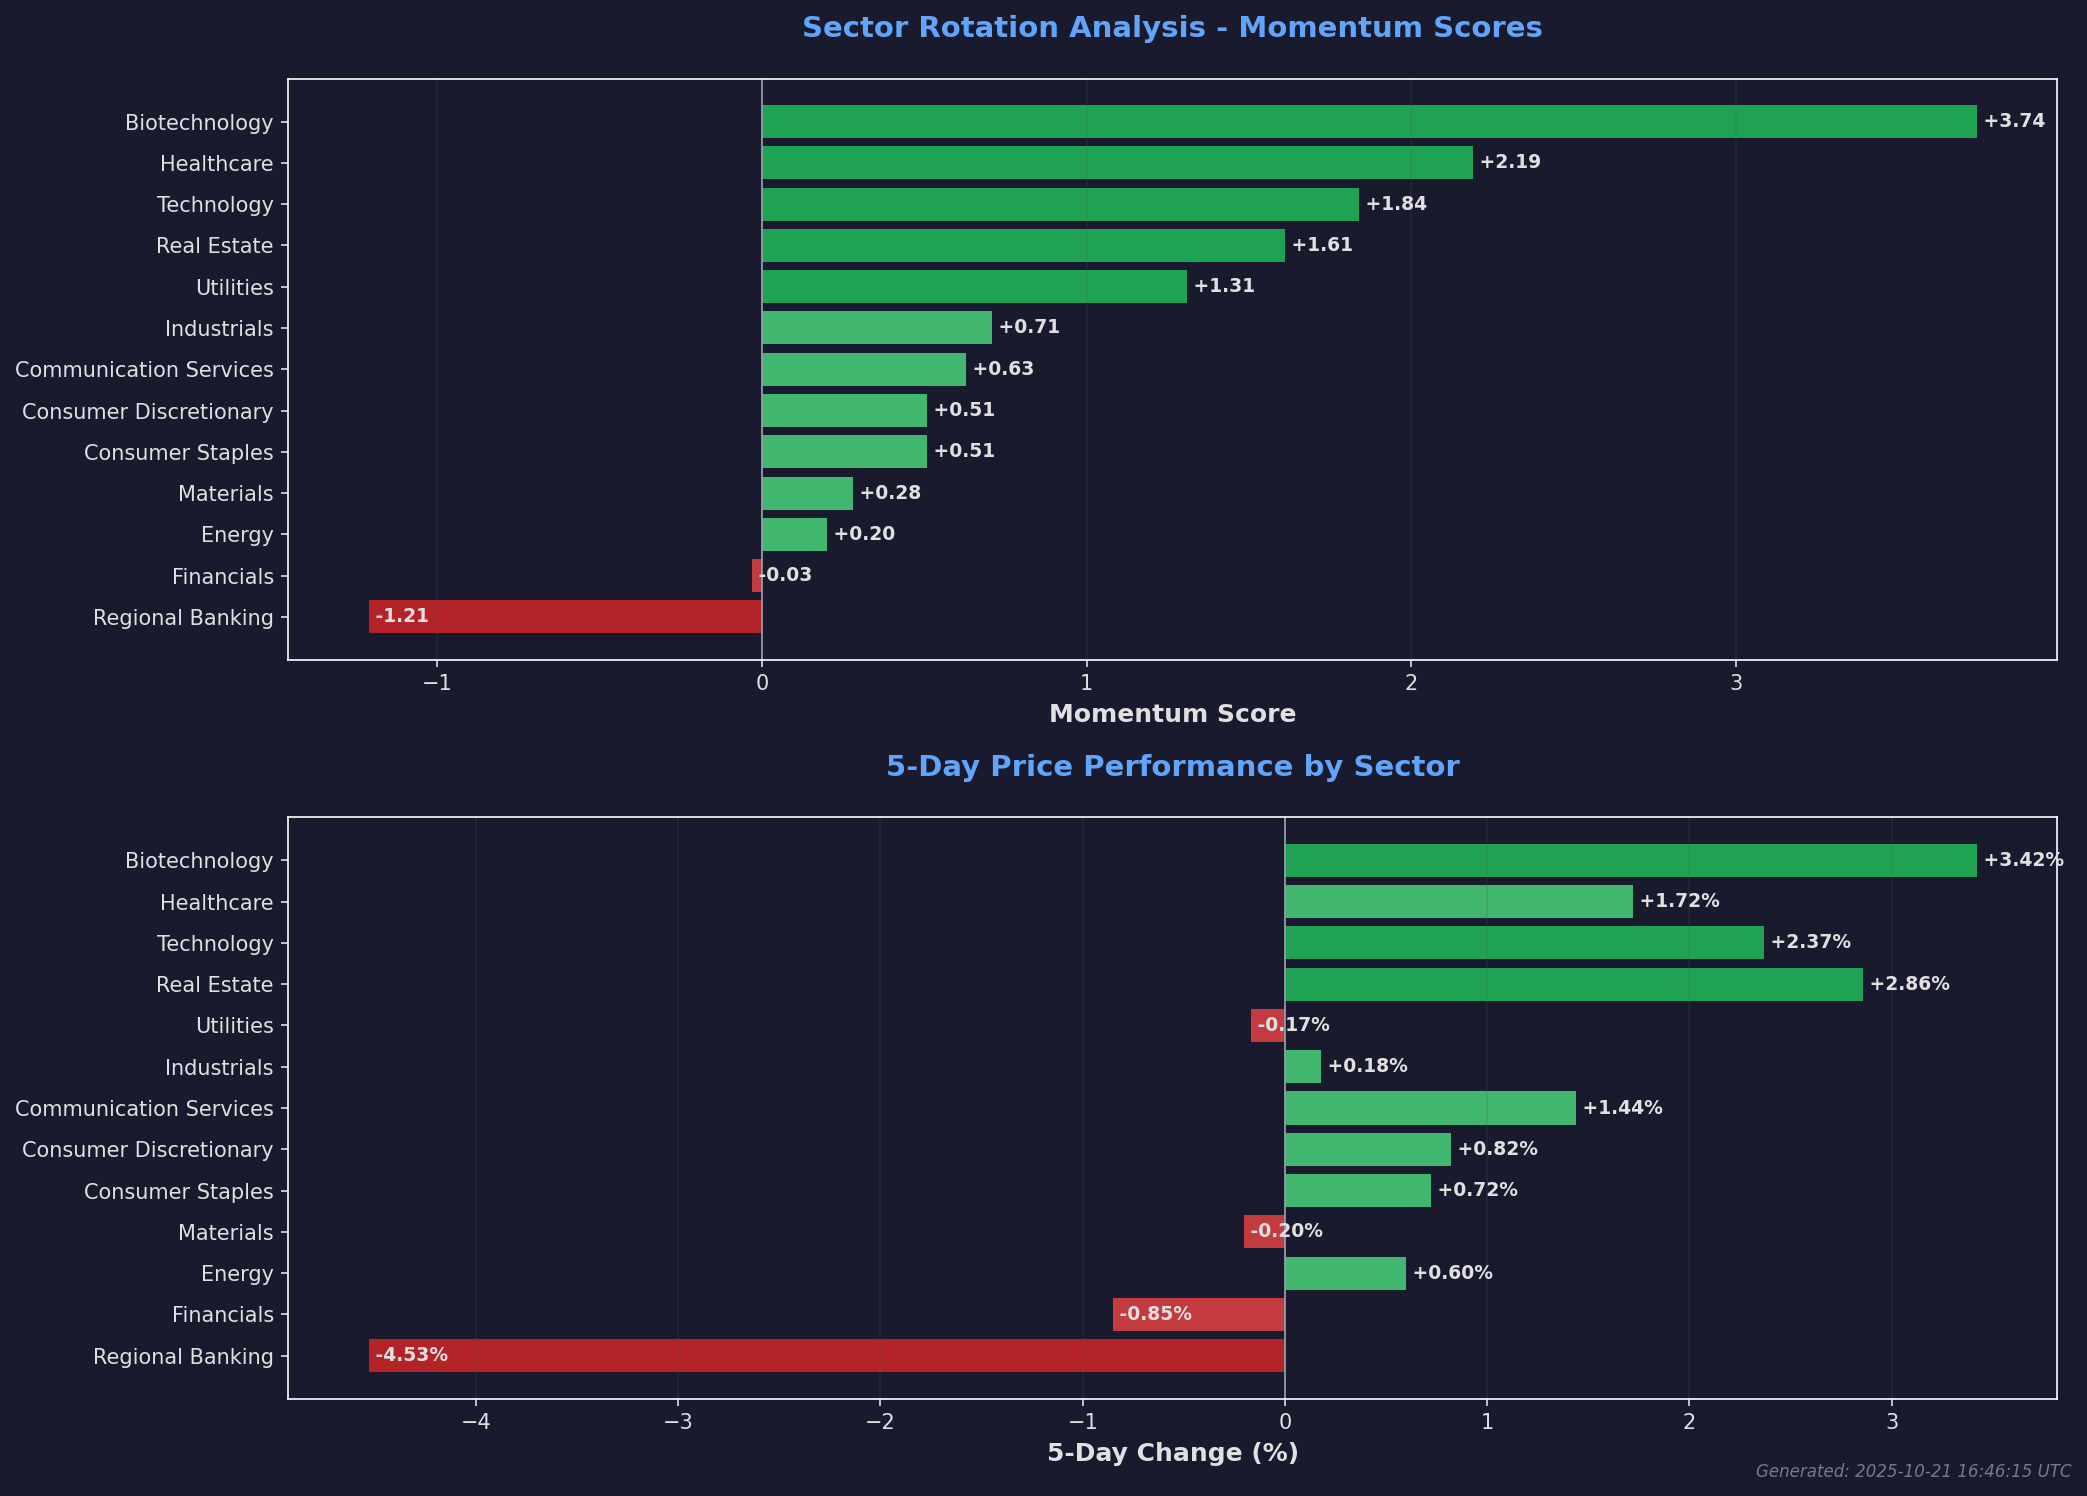 Sector Rotation Analysis - Momentum Scores
Biotechnology +3.74
Healthcare +2.19
Technology +1.84
Real Estate +1.61
Utilities +1.31
Industrials +0.71
Communication Services +0.63
Consumer Discretionary +0.51
Consumer Staples +0.51
Materials +0.28
Energy +0.20
Financials -0.03
Regional Banking -1.21
−1 0 1 2 3
Momentum Score
5-Day Price Performance by Sector
Biotechnology +3.42%
Healthcare +1.72%
Technology +2.37%
Real Estate +2.86%
Utilities -0.17%
Industrials +0.18%
Communication Services +1.44%
Consumer Discretionary +0.82%
Consumer Staples +0.72%
Materials -0.20%
Energy +0.60%
Financials -0.85%
Regional Banking -4.53%
−4 −3 −2 −1 0 1 2 3
5-Day Change (%)
Generated: 2025-10-21 16:46:15 UTC